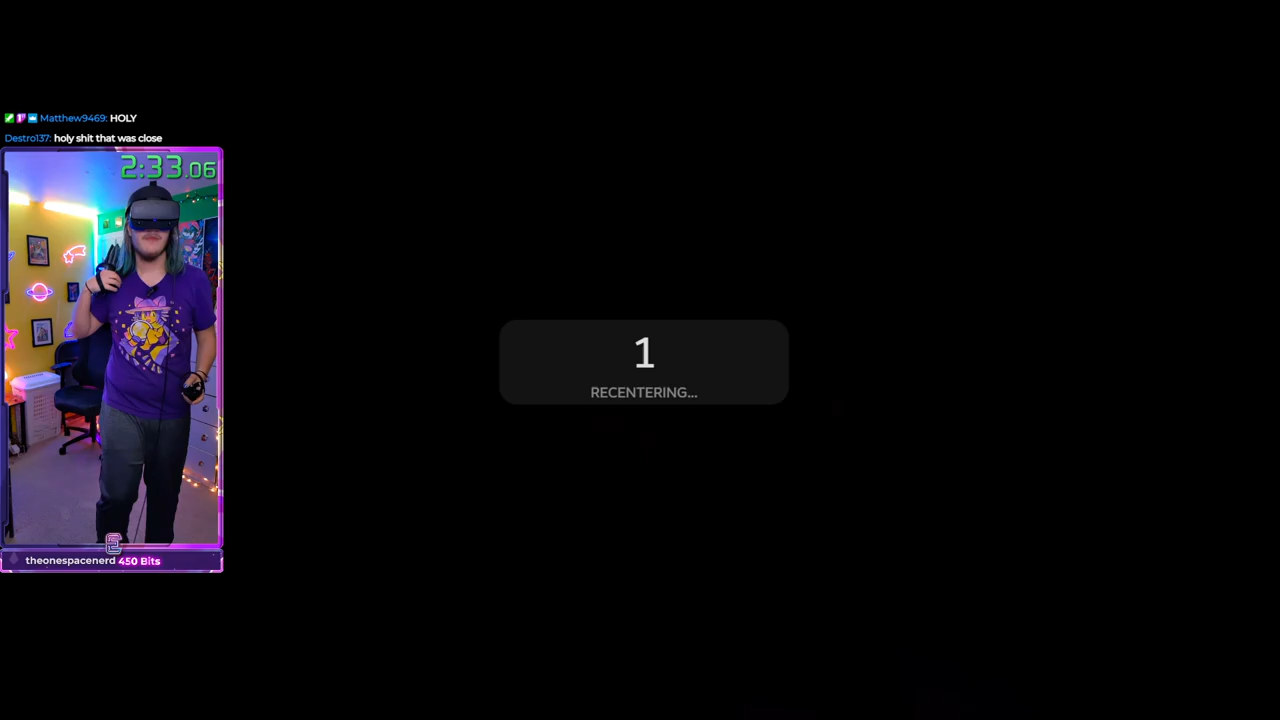 Matthew9469: HOLY
Destro137: holy shit that was close
2:33.06
1
RECENTERING...
theonespacenerd 450 Bits